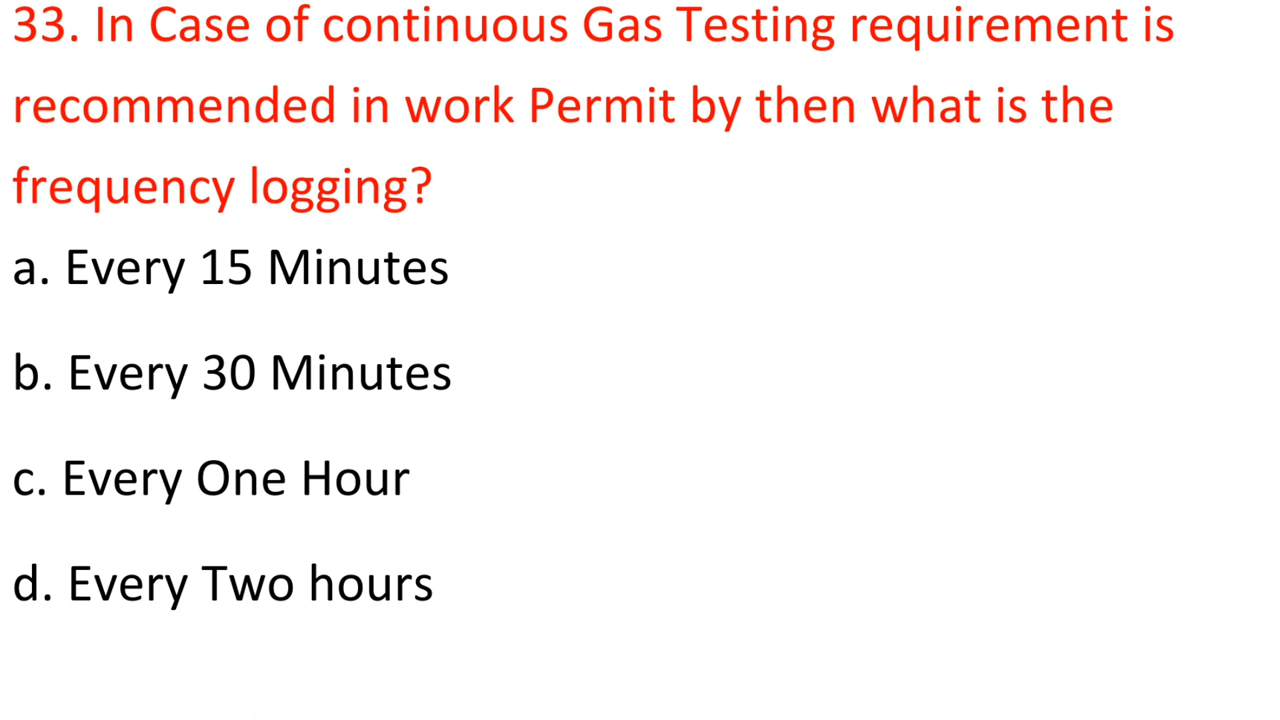 33. In Case of continuous Gas Testing requirement is
recommended in work Permit by then what is the
frequency logging?
a. Every 15 Minutes
b. Every 30 Minutes
c. Every One Hour
d. Every Two hours